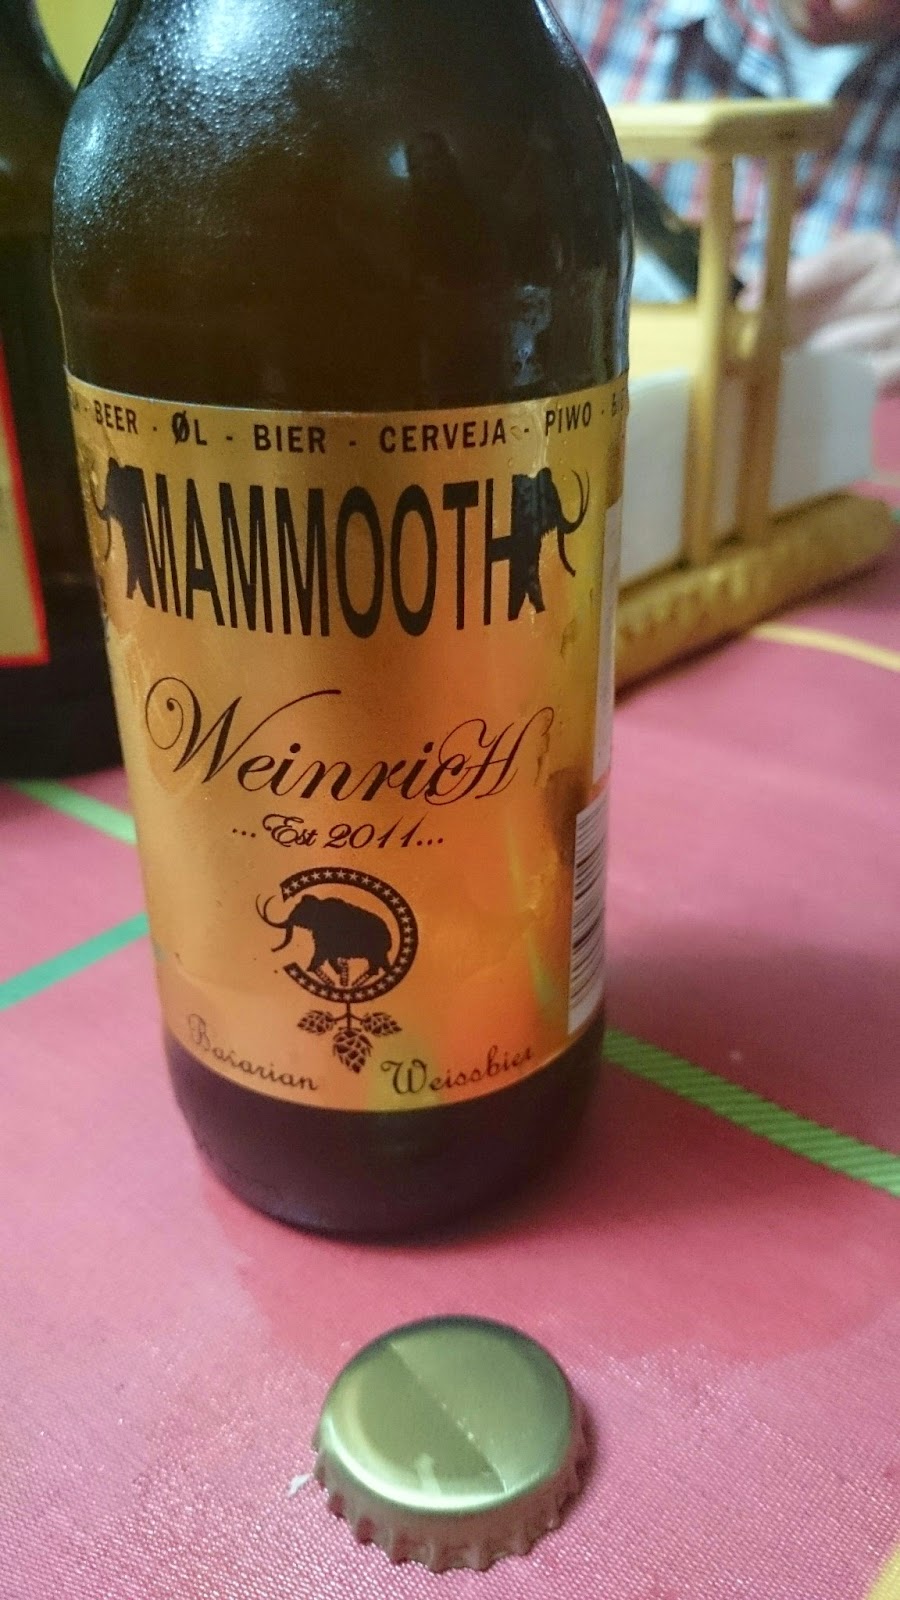 BEER - ØL - BIER - CERVEJA - PIWO
MAMMOOTH
WeinricH
...Est 2011...
Bavarian Weissbier